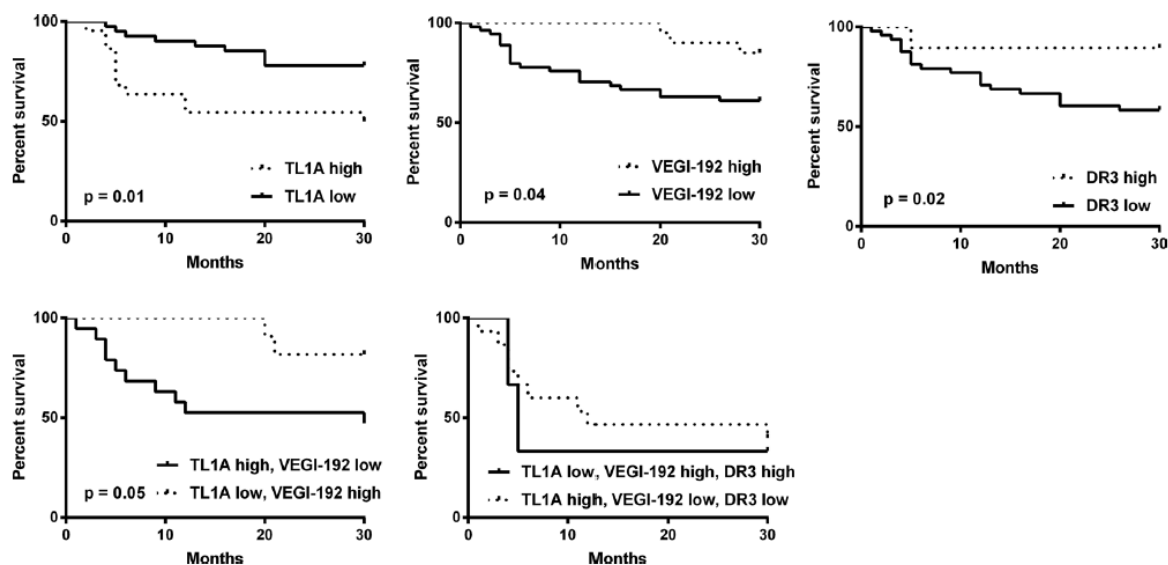 Percent survival
100
50
0
TL1A high
TL1A low
p = 0.01
0 10 20 30
Months
Percent survival
100
50
0
VEGI-192 high
VEGI-192 low
p = 0.04
0 10 20 30
Months
Percent survival
100
50
0
DR3 high
DR3 low
p = 0.02
0 10 20 30
Months
Percent survival
100
50
0
TL1A high, VEGI-192 low
TL1A low, VEGI-192 high
p = 0.05
0 10 20 30
Months
Percent survival
100
50
0
TL1A low, VEGI-192 high, DR3 high
TL1A high, VEGI-192 low, DR3 low
0 10 20 30
Months